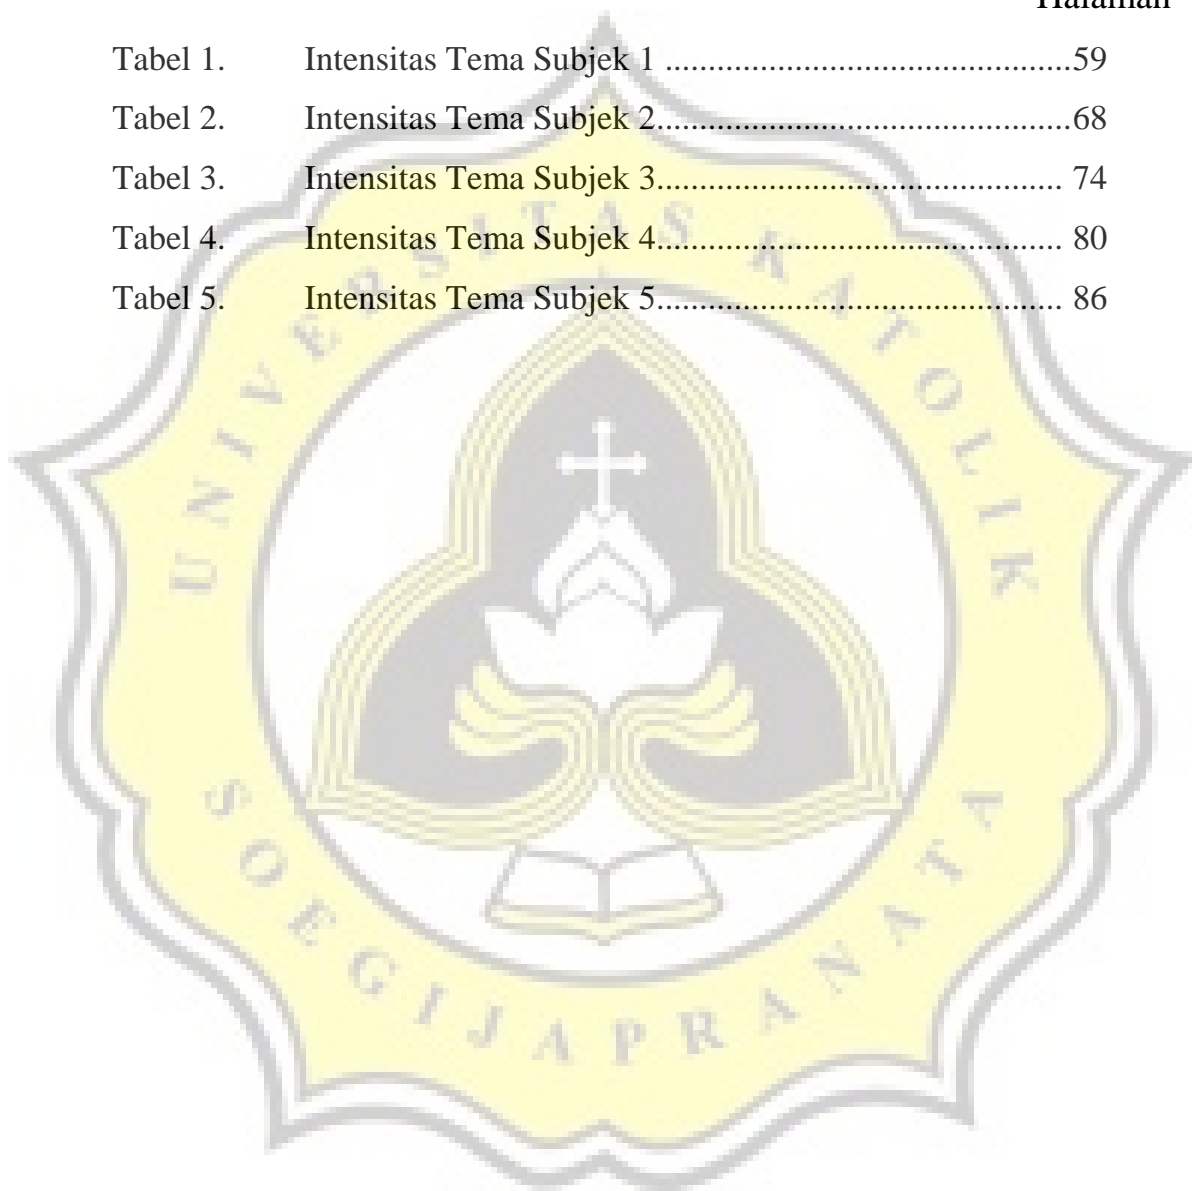 Halaman
Tabel 1. Intensitas Tema Subjek 1 ..............................................59
Tabel 2. Intensitas Tema Subjek 2...............................................68
Tabel 3. Intensitas Tema Subjek 3.............................................. 74
Tabel 4. Intensitas Tema Subjek 4.............................................. 80
Tabel 5. Intensitas Tema Subjek 5.............................................. 86
UNIVERSITAS KATOLIK
SOEGIJAPRANATA